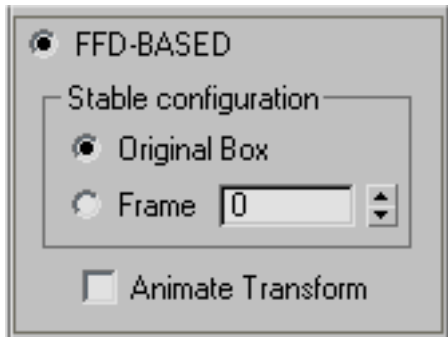 FFD-BASED
Stable configuration
Original Box
Frame 0
Animate Transform